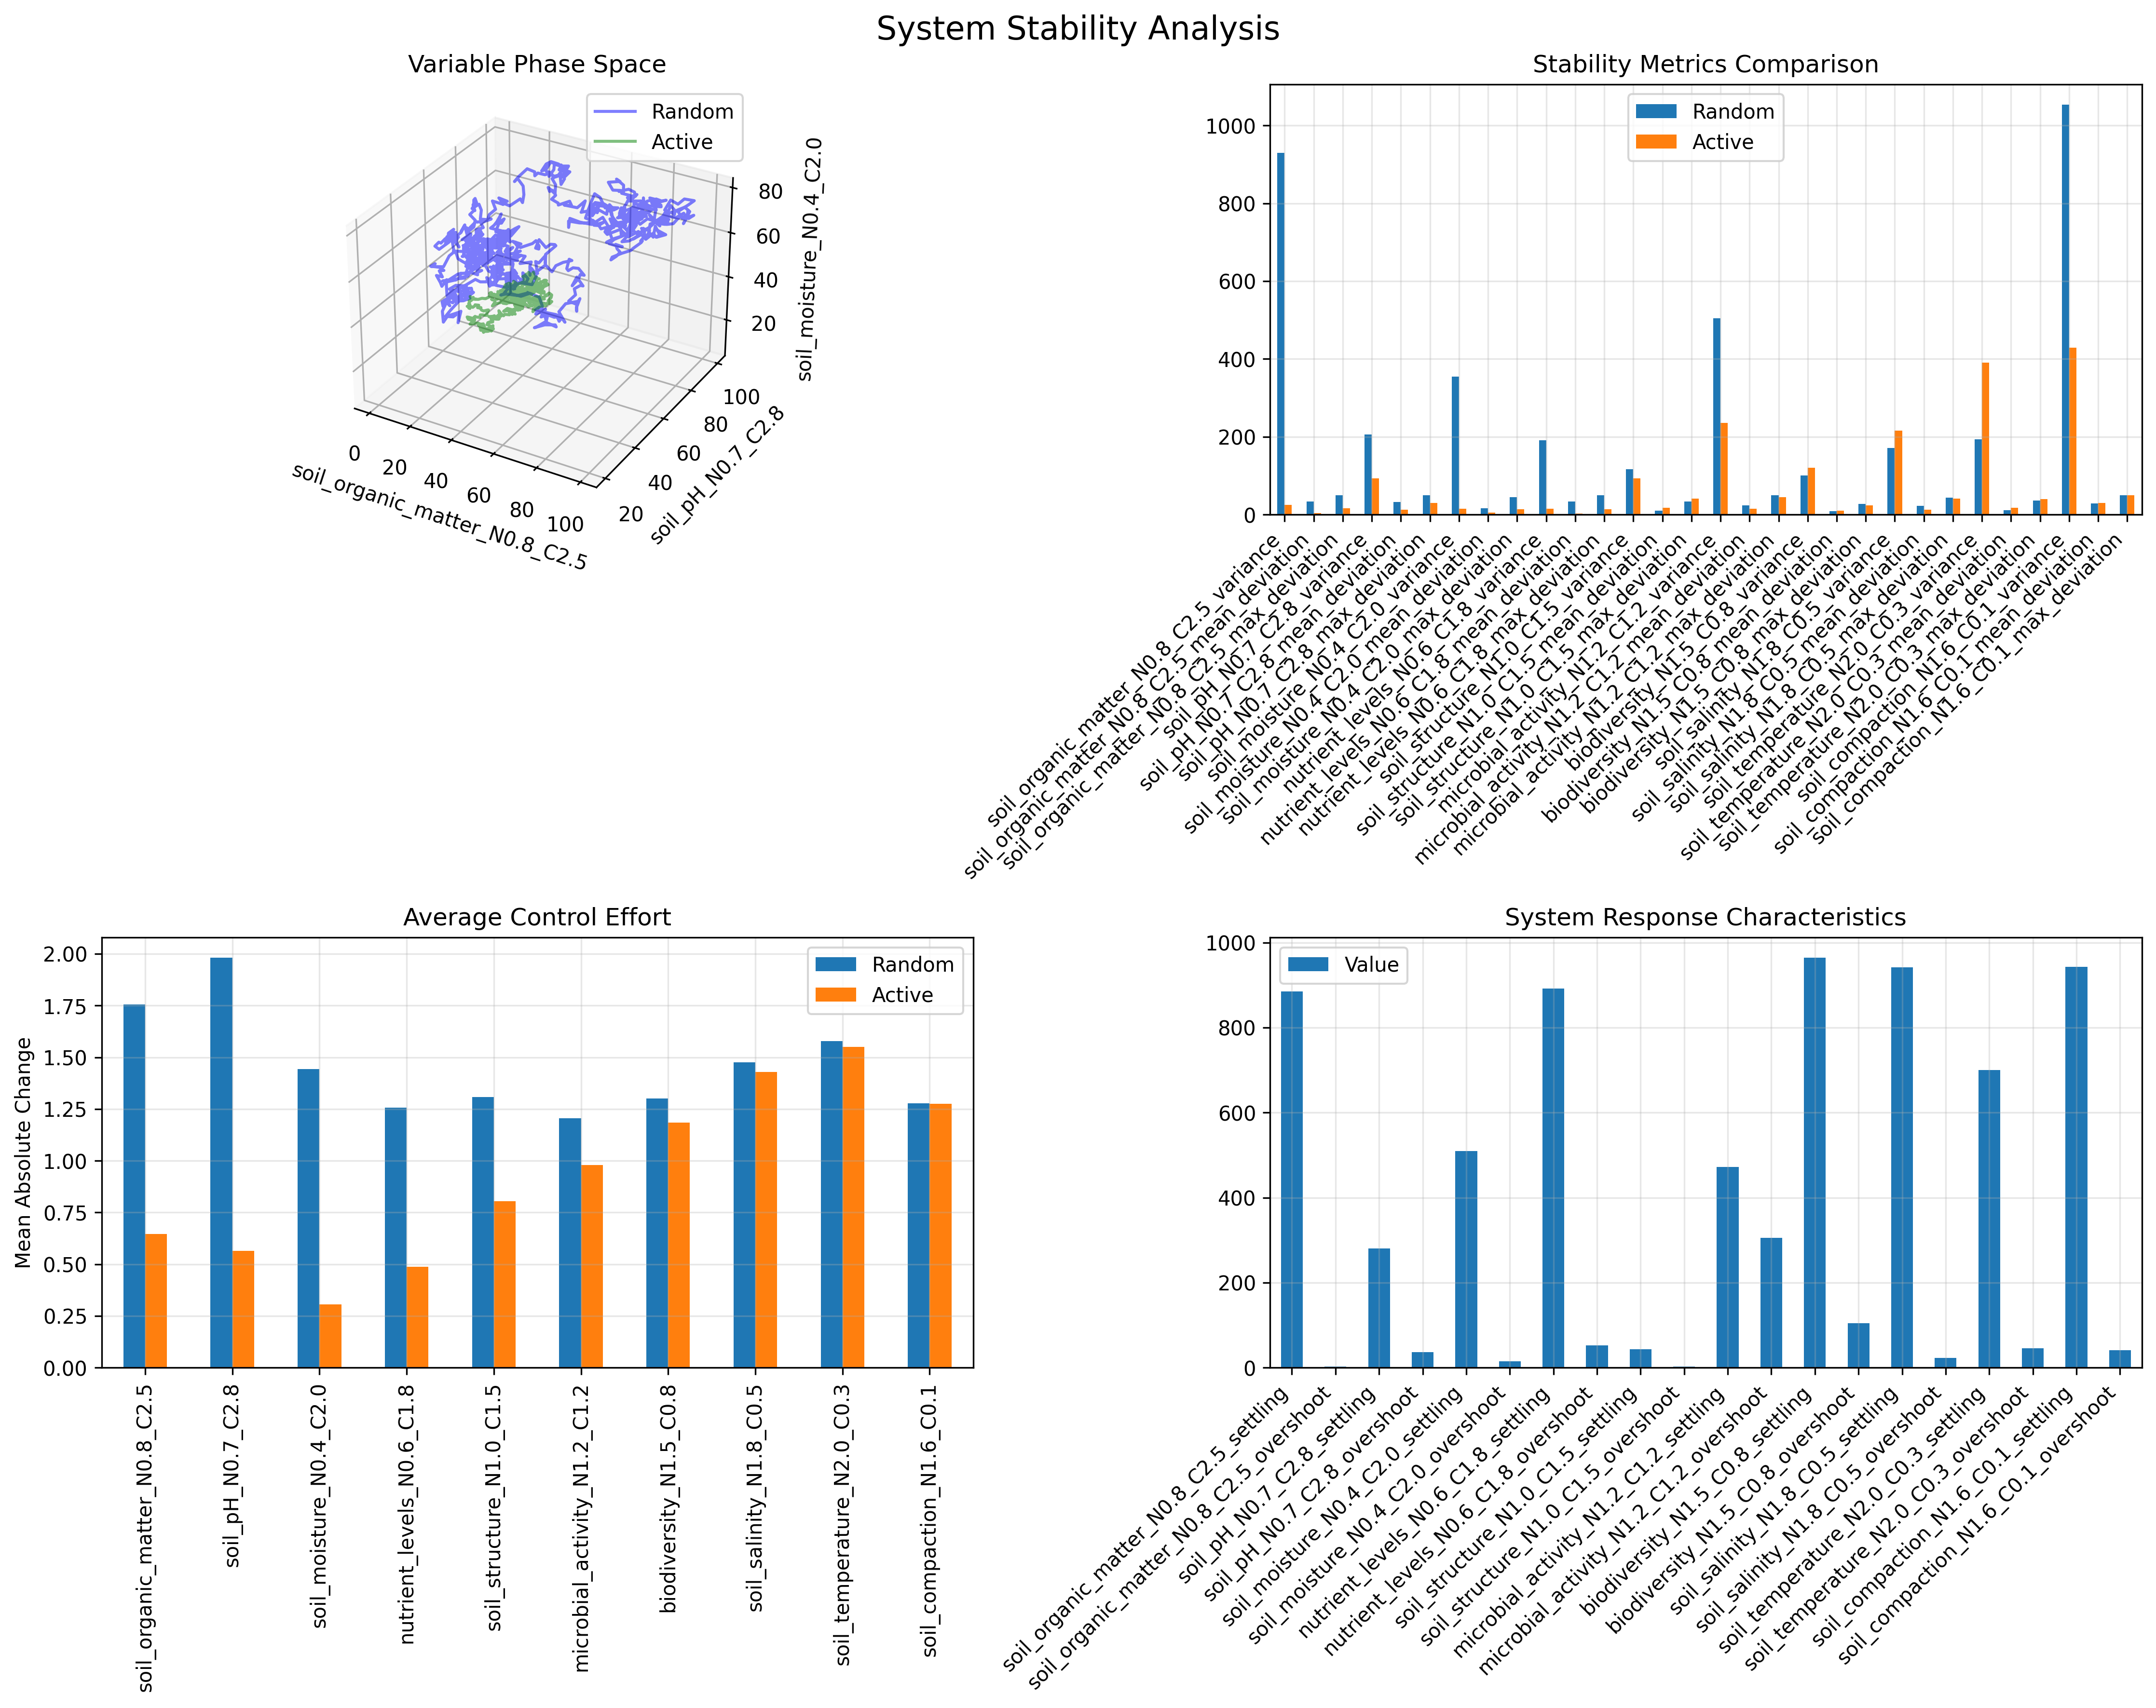 System Stability Analysis
Variable Phase Space
Random
Active
80
60
40
20
soil_moisture_N0.4_C2.0
0
20
40
60
80
100
soil_organic_matter_N0.8_C2.5
20
40
60
80
100
soil_pH_N0.7_C2.8
Stability Metrics Comparison
Random
Active
1000
800
600
400
200
0
soil_organic_matter_N0.8_C2.5_variance
soil_organic_matter_N0.8_C2.5_mean_deviation
soil_organic_matter_N0.8_C2.5_max_deviation
soil_pH_N0.7_C2.8_variance
soil_pH_N0.7_C2.8_mean_deviation
soil_pH_N0.7_C2.8_max_deviation
soil_moisture_N0.4_C2.0_variance
soil_moisture_N0.4_C2.0_mean_deviation
soil_moisture_N0.4_C2.0_max_deviation
nutrient_levels_N0.6_C1.8_variance
nutrient_levels_N0.6_C1.8_mean_deviation
nutrient_levels_N0.6_C1.8_max_deviation
soil_structure_N1.0_C1.5_variance
soil_structure_N1.0_C1.5_mean_deviation
soil_structure_N1.0_C1.5_max_deviation
microbial_activity_N1.2_C1.2_variance
microbial_activity_N1.2_C1.2_mean_deviation
microbial_activity_N1.2_C1.2_max_deviation
biodiversity_N1.5_C0.8_variance
biodiversity_N1.5_C0.8_mean_deviation
biodiversity_N1.5_C0.8_max_deviation
soil_salinity_N1.8_C0.5_variance
soil_salinity_N1.8_C0.5_mean_deviation
soil_salinity_N1.8_C0.5_max_deviation
soil_temperature_N2.0_C0.3_variance
soil_temperature_N2.0_C0.3_mean_deviation
soil_temperature_N2.0_C0.3_max_deviation
soil_compaction_N1.6_C0.1_variance
soil_compaction_N1.6_C0.1_mean_deviation
soil_compaction_N1.6_C0.1_max_deviation
Average Control Effort
Random
Active
Mean Absolute Change
2.00
1.75
1.50
1.25
1.00
0.75
0.50
0.25
0.00
soil_organic_matter_N0.8_C2.5
soil_pH_N0.7_C2.8
soil_moisture_N0.4_C2.0
nutrient_levels_N0.6_C1.8
soil_structure_N1.0_C1.5
microbial_activity_N1.2_C1.2
biodiversity_N1.5_C0.8
soil_salinity_N1.8_C0.5
soil_temperature_N2.0_C0.3
soil_compaction_N1.6_C0.1
System Response Characteristics
Value
1000
800
600
400
200
0
soil_organic_matter_N0.8_C2.5_settling
soil_organic_matter_N0.8_C2.5_overshoot
soil_pH_N0.7_C2.8_settling
soil_pH_N0.7_C2.8_overshoot
soil_moisture_N0.4_C2.0_settling
soil_moisture_N0.4_C2.0_overshoot
nutrient_levels_N0.6_C1.8_settling
nutrient_levels_N0.6_C1.8_overshoot
soil_structure_N1.0_C1.5_settling
soil_structure_N1.0_C1.5_overshoot
microbial_activity_N1.2_C1.2_settling
microbial_activity_N1.2_C1.2_overshoot
biodiversity_N1.5_C0.8_settling
biodiversity_N1.5_C0.8_overshoot
soil_salinity_N1.8_C0.5_settling
soil_salinity_N1.8_C0.5_overshoot
soil_temperature_N2.0_C0.3_settling
soil_temperature_N2.0_C0.3_overshoot
soil_compaction_N1.6_C0.1_settling
soil_compaction_N1.6_C0.1_overshoot